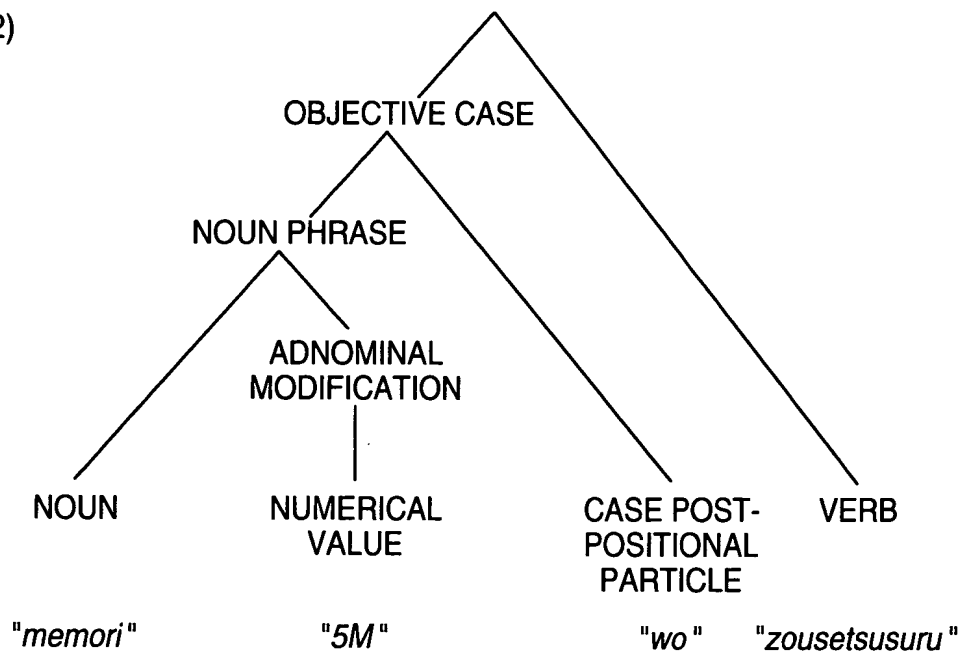 2)
OBJECTIVE CASE
NOUN PHRASE
ADNOMINAL
MODIFICATION
NOUN
NUMERICAL
VALUE
CASE POST-
POSITIONAL
PARTICLE
VERB
"memori"
"5M"
"wo"
"zousetsusuru"